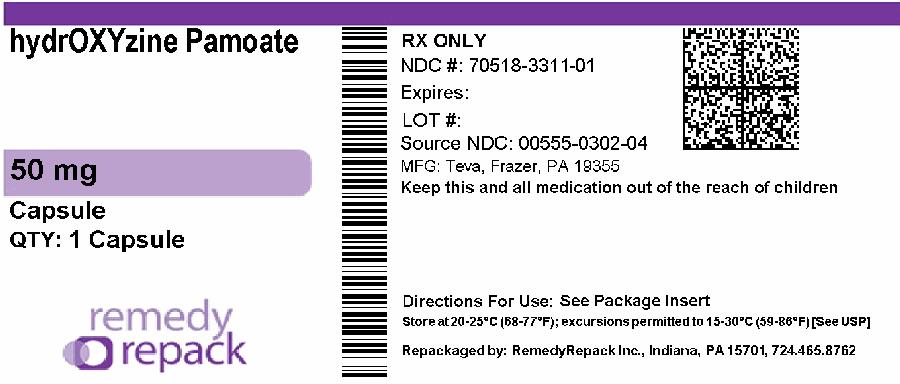 hydrOXYzine Pamoate
50 mg
Capsule
QTY: 1 Capsule
remedy
repack
RX ONLY
NDC #: 70518-3311-01
Expires:
LOT #:
Source NDC: 00555-0302-04
MFG: Teva, Frazer, PA 19355
Keep this and all medication out of the reach of children
Directions For Use: See Package Insert
Store at 20-25°C (68-77°F); excursions permitted to 15-30°C (59-86°F) [See USP]
Repackaged by: RemedyRepack Inc., Indiana, PA 15701, 724.465.8762